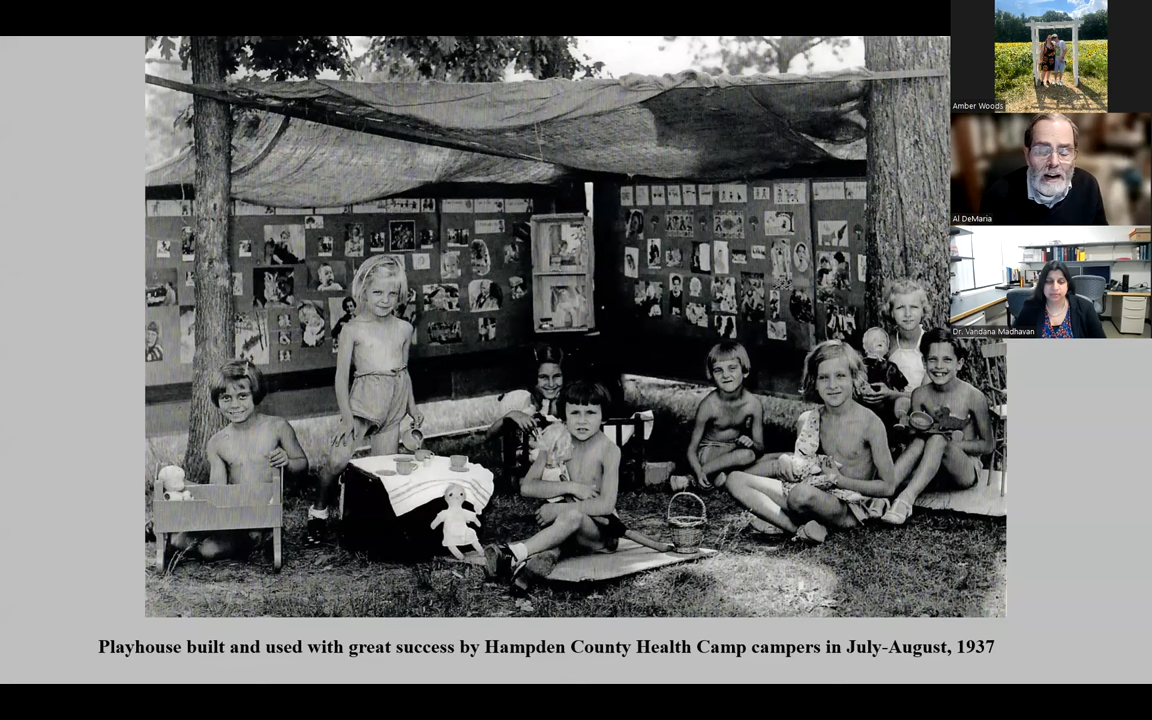 Amber Woods
Al DeMaria
Dr. Vandana Madhavan
Playhouse built and used with great success by Hampden County Health Camp campers in July-August, 1937